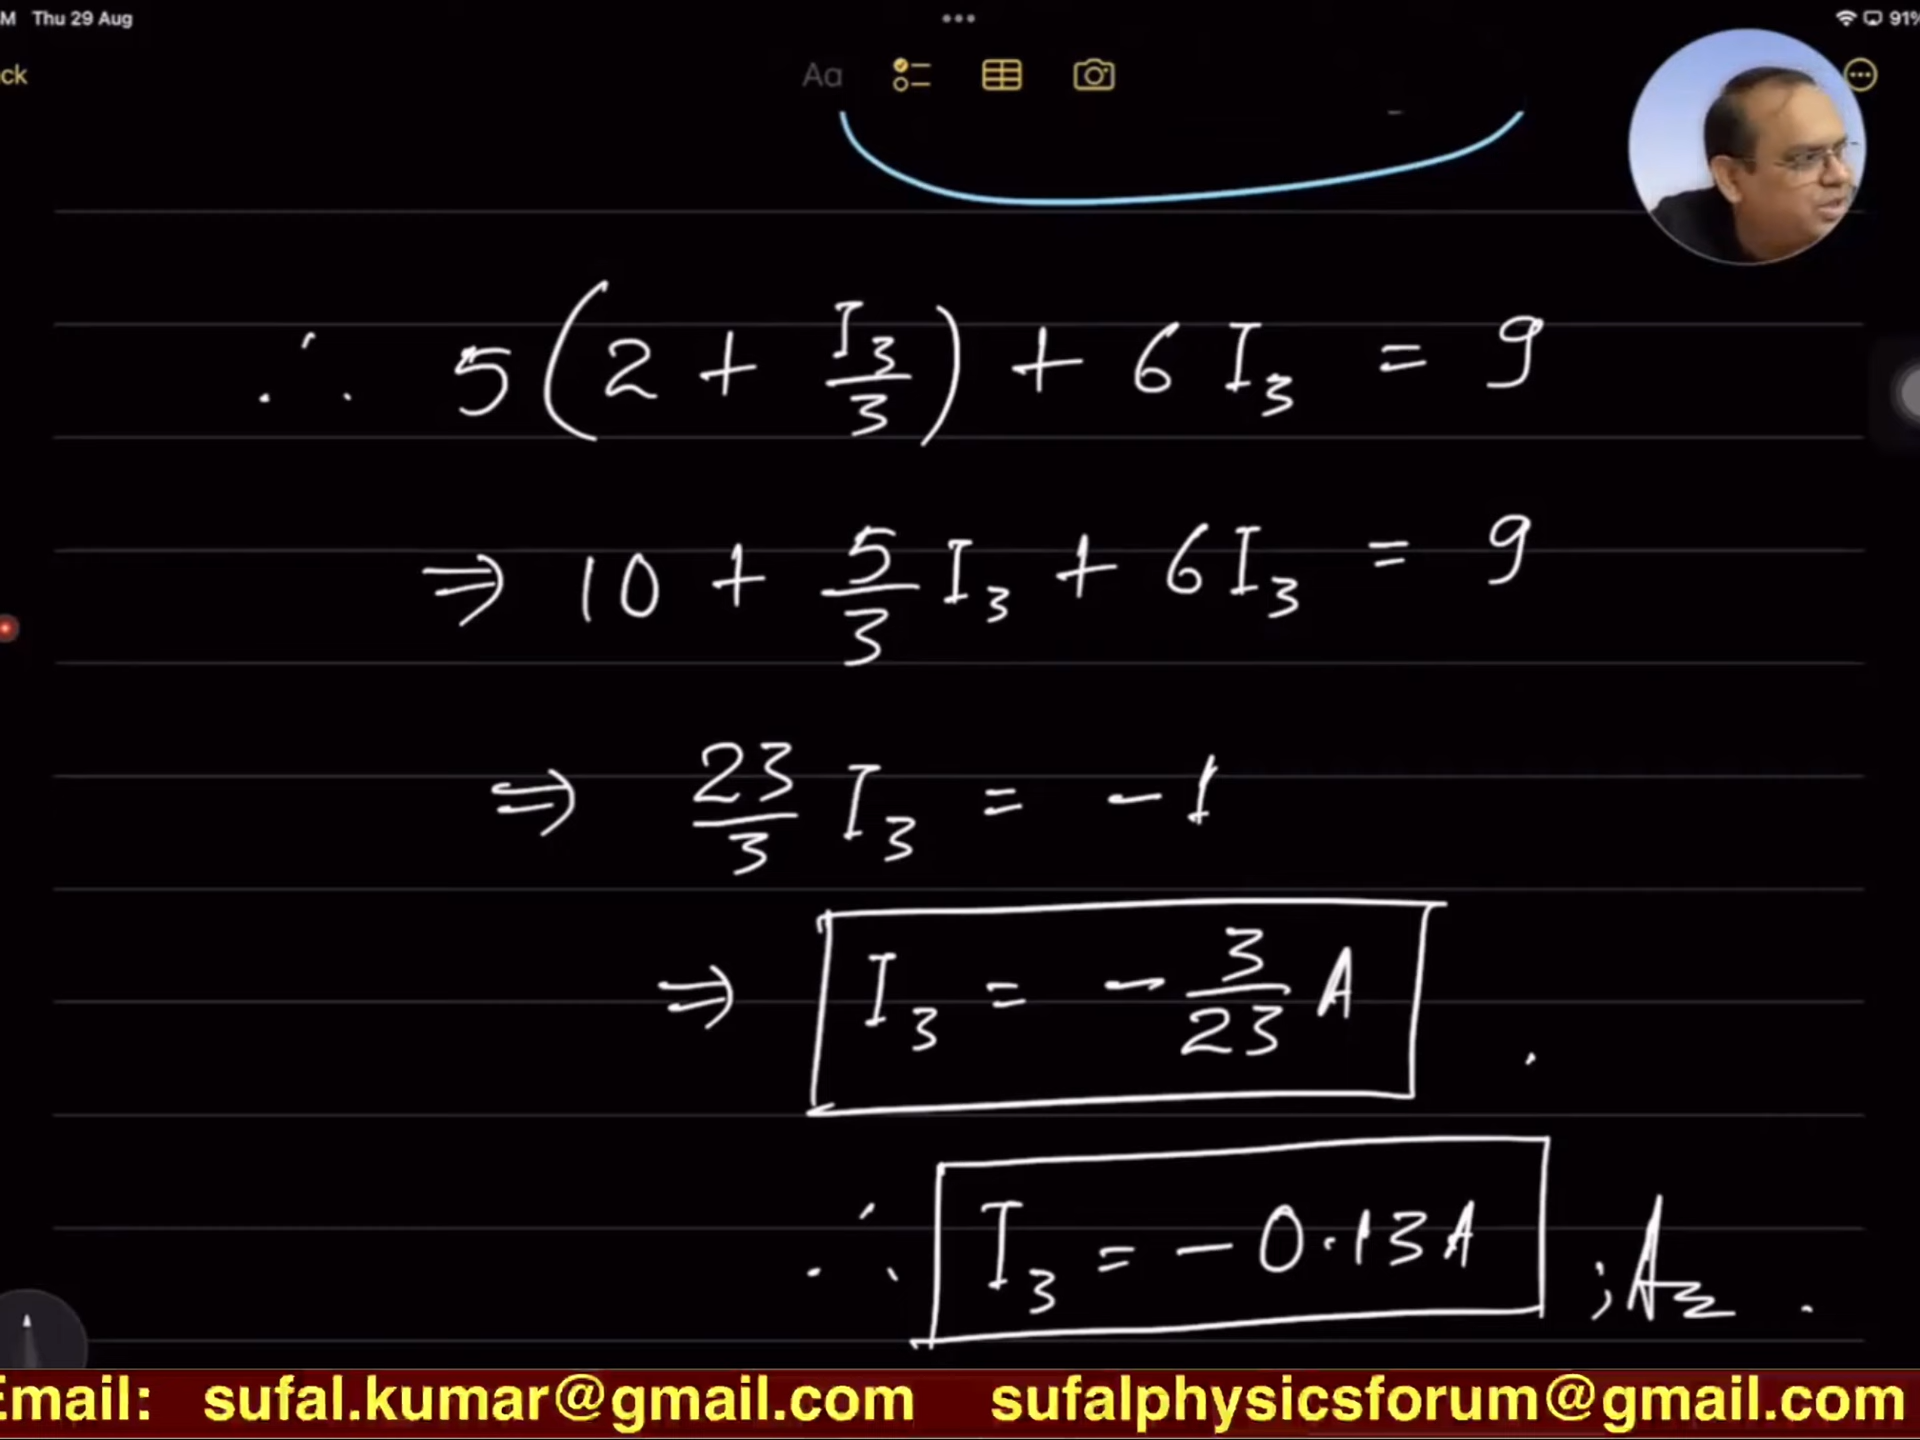 M Thu 29 Aug
91%
ck
Aa
∴ 5(2 + I₃/3) + 6I₃ = 9
⇒ 10 + 5/3 I₃ + 6I₃ = 9
⇒ 23/3 I₃ = -1
⇒ I₃ = - 3/23 A .
∴ I₃ = - 0.13A ;
Email: sufal.kumar@gmail.com sufalphysicsforum@gmail.com